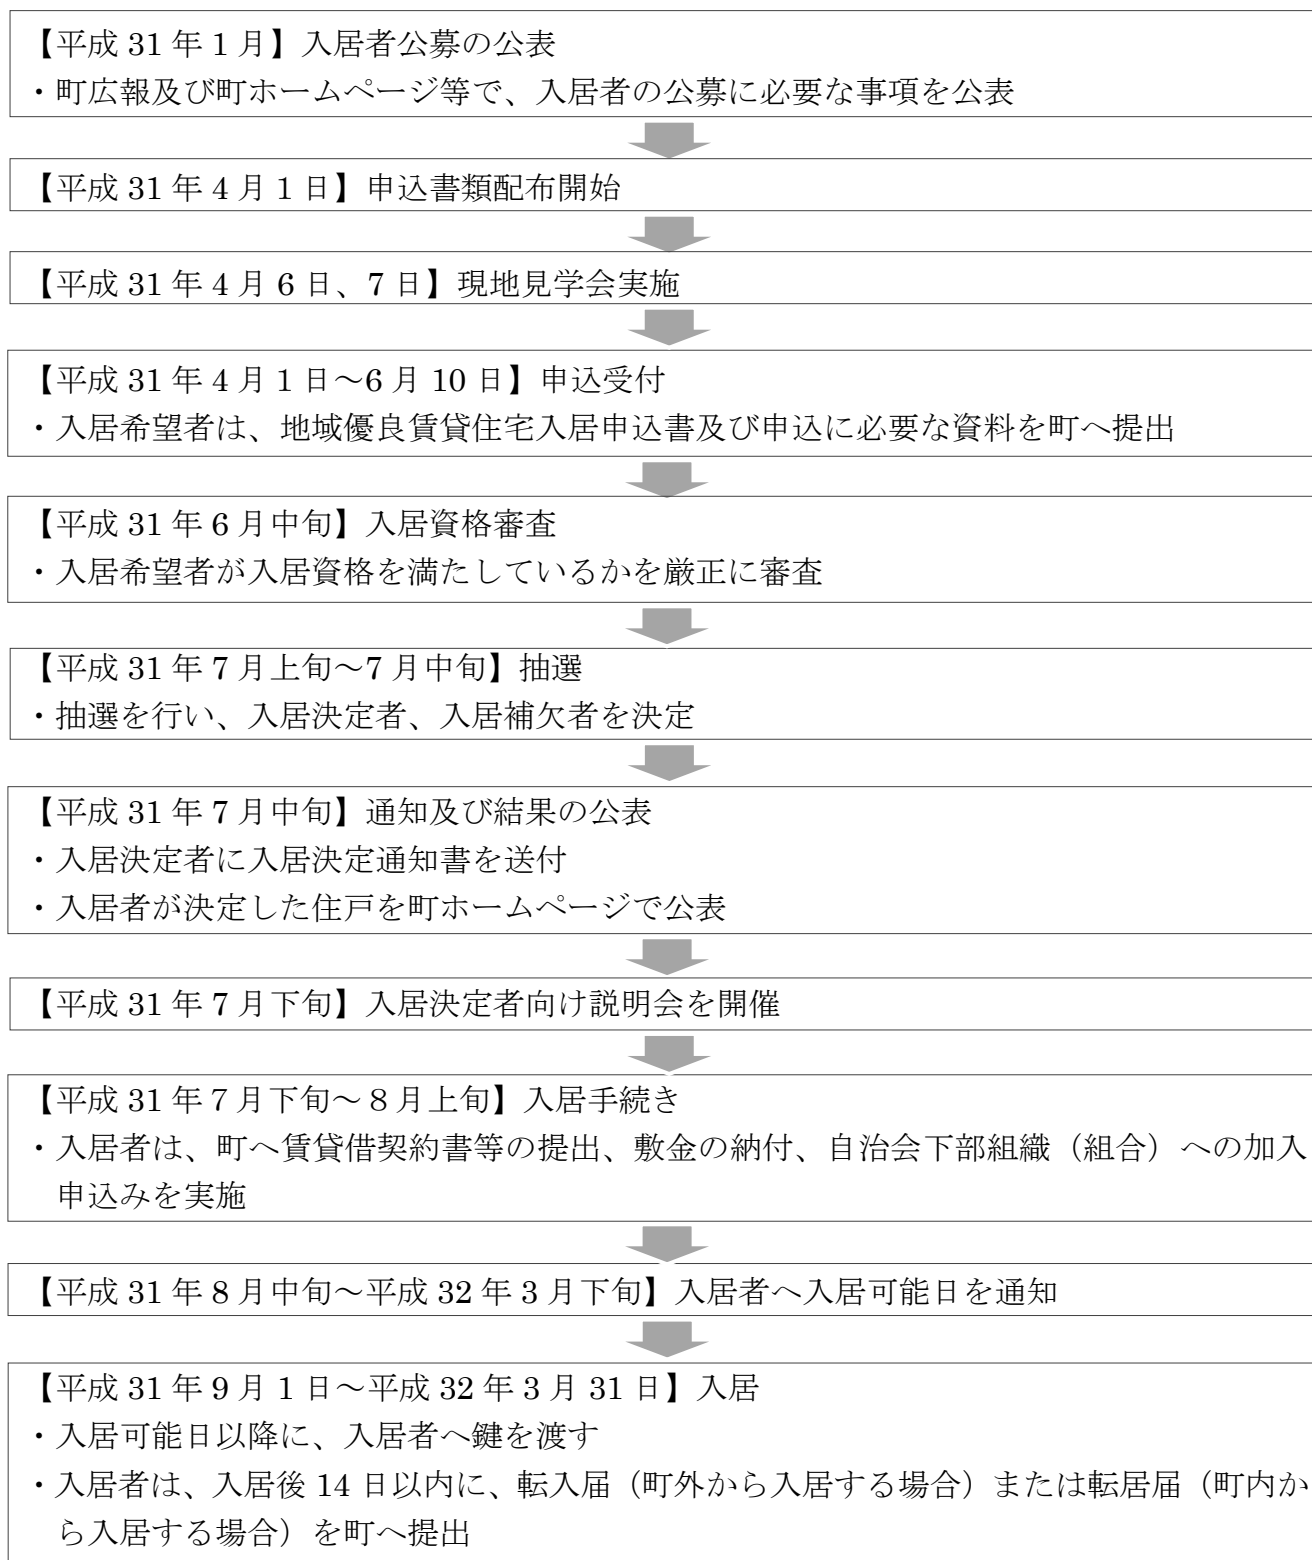 【平成 31 年 1 月】入居者公募の公表
・町広報及び町ホームページ等で、入居者の公募に必要な事項を公表
【平成 31 年 4 月 1 日】申込書類配布開始
【平成 31 年 4 月 6 日、7 日】現地見学会実施
【平成 31 年 4 月 1 日～6 月 10 日】申込受付
・入居希望者は、地域優良賃貸住宅入居申込書及び申込に必要な資料を町へ提出
【平成 31 年 6 月中旬】入居資格審査
・入居希望者が入居資格を満たしているかを厳正に審査
【平成 31 年 7 月上旬～7 月中旬】抽選
・抽選を行い、入居決定者、入居補欠者を決定
【平成 31 年 7 月中旬】通知及び結果の公表
・入居決定者に入居決定通知書を送付
・入居者が決定した住戸を町ホームページで公表
【平成 31 年 7 月下旬】入居決定者向け説明会を開催
【平成 31 年７月下旬～８月上旬】入居手続き
・入居者は、町へ賃貸借契約書等の提出、敷金の納付、自治会下部組織（組合）への加入
申込みを実施
【平成 31 年 8 月中旬～平成 32 年 3 月下旬】入居者へ入居可能日を通知
【平成 31 年 9 月 1 日～平成 32 年 3 月 31 日】入居
・入居可能日以降に、入居者へ鍵を渡す
・入居者は、入居後 14 日以内に、転入届（町外から入居する場合）または転居届（町内か
ら入居する場合）を町へ提出